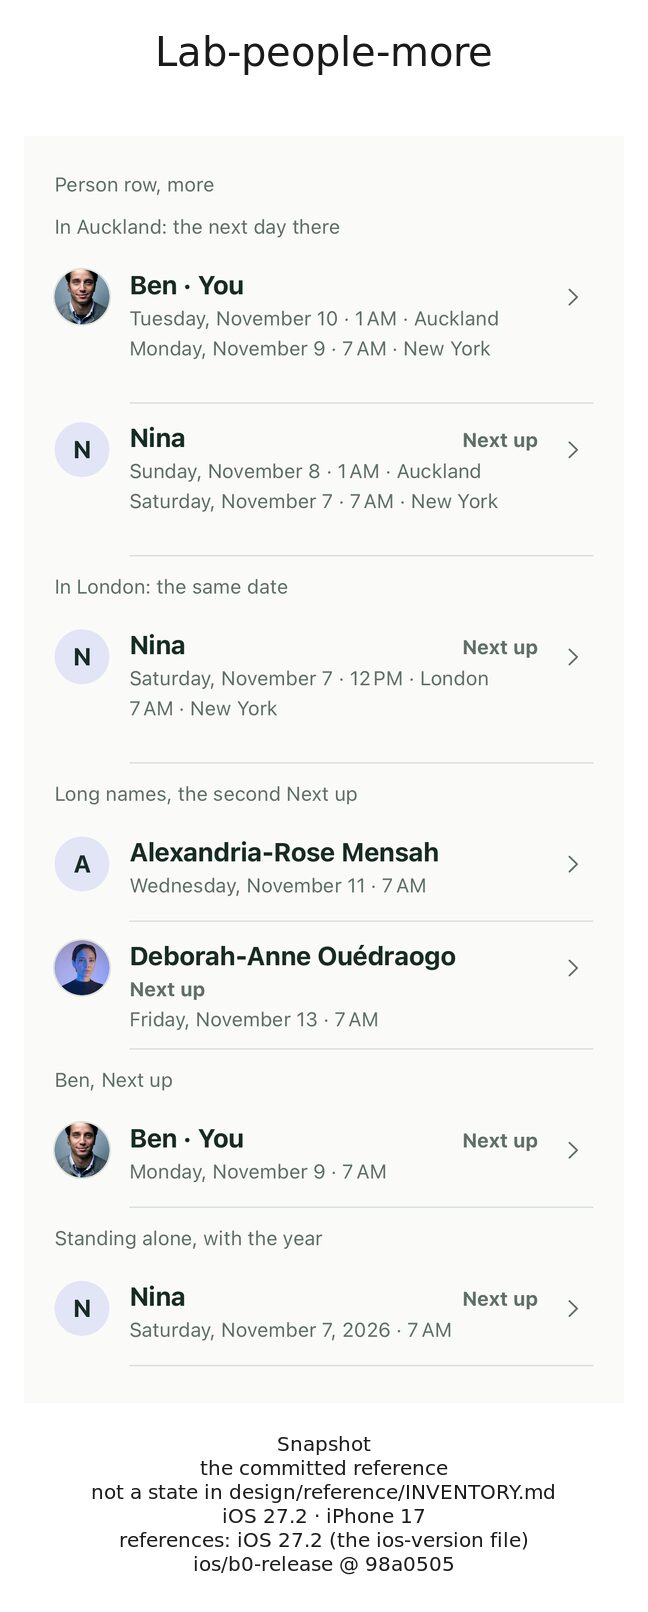 Lab-people-more
Person row, more
In Auckland: the next day there
Ben · You
Tuesday, November 10 · 1 AM · Auckland
Monday, November 9 · 7 AM · New York
N
Nina
Next up
Sunday, November 8 · 1 AM · Auckland
Saturday, November 7 · 7 AM · New York
In London: the same date
N
Nina
Next up
Saturday, November 7 · 12 PM · London
7 AM · New York
Long names, the second Next up
A
Alexandria-Rose Mensah
Wednesday, November 11 · 7 AM
Deborah-Anne Ouédraogo
Next up
Friday, November 13 · 7 AM
Ben, Next up
Ben · You
Next up
Monday, November 9 · 7 AM
Standing alone, with the year
N
Nina
Next up
Saturday, November 7, 2026 · 7 AM
Snapshot
the committed reference
not a state in design/reference/INVENTORY.md
iOS 27.2 · iPhone 17
references: iOS 27.2 (the ios-version file)
ios/b0-release @ 98a0505